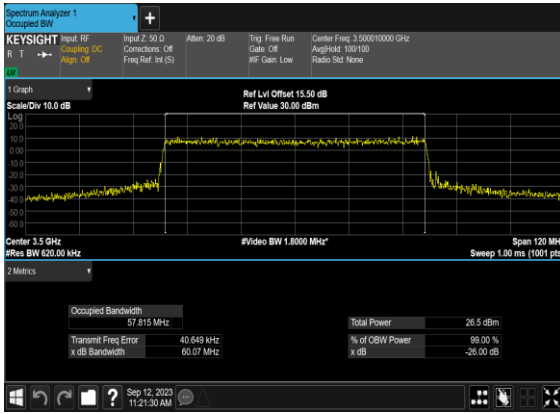 Spectrum Analyzer 1
Occupied BW
KEYSIGHT
R T
LW
Input: RF
Coupling: DC
Align: Off
Input Z: 50 Ω
Corrections: Off
Freq Ref: Int (S)
Atten: 20 dB
Trig: Free Run
Gate: Off
#IF Gain: Low
Center Freq: 3.500010000 GHz
Avg|Hold: 100/100
Radio Std: None
1 Graph
Scale/Div 10.0 dB
Ref Lvl Offset 15.50 dB
Ref Value 30.00 dBm
Log
20.0
10.0
0.00
-10.0
-20.0
-30.0
-40.0
-50.0
-60.0
Center 3.5 GHz
#Res BW 620.00 kHz
#Video BW 1.8000 MHz*
Span 120 MH
Sweep 1.00 ms (1001 pts
2 Metrics
Occupied Bandwidth
57.815 MHz
Transmit Freq Error 40.649 kHz
x dB Bandwidth 60.07 MHz
Total Power 26.5 dBm
% of OBW Power 99.00 %
x dB -26.00 dB
?
Sep 12, 2023
11:21:30 AM